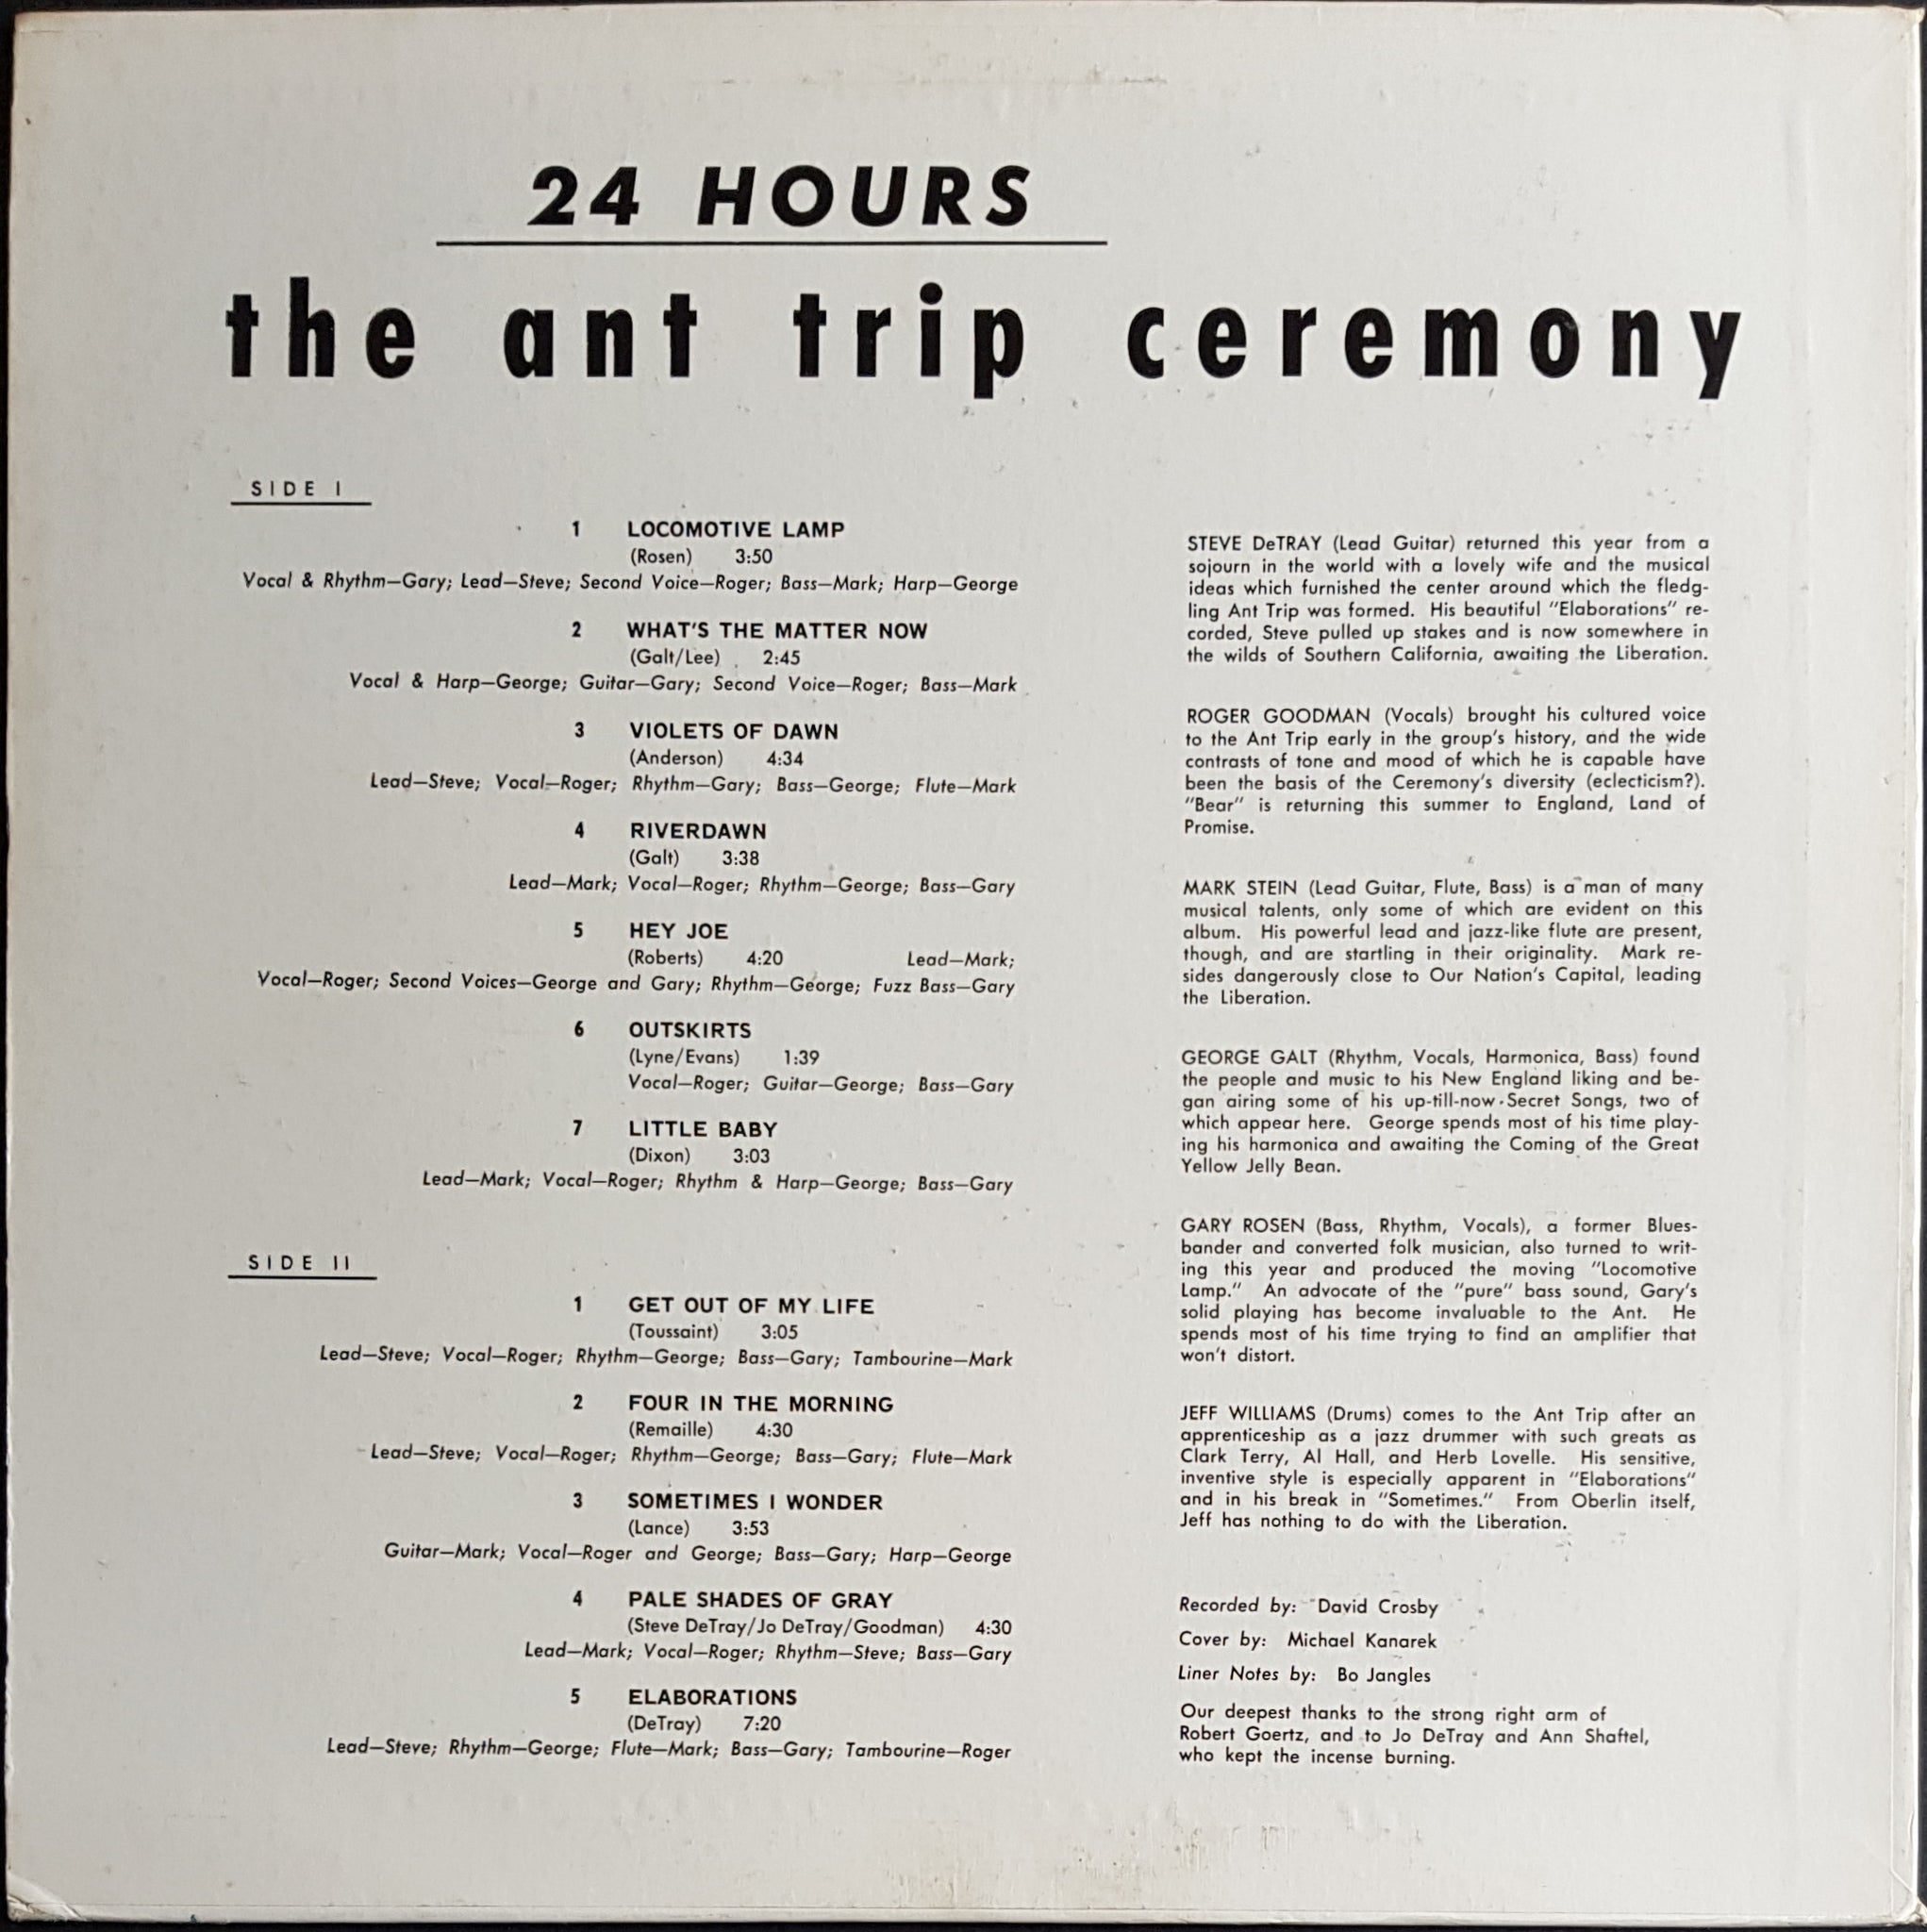 24 HOURS
the ant trip ceremony
SIDE I
1 LOCOMOTIVE LAMP
(Rosen) 3:50
Vocal & Rhythm—Gary; Lead—Steve; Second Voice—Roger; Bass—Mark; Harp—George
2 WHAT'S THE MATTER NOW
(Galt/Lee) 2:45
Vocal & Harp—George; Guitar—Gary; Second Voice—Roger; Bass—Mark
3 VIOLETS OF DAWN
(Anderson) 4:34
Lead—Steve; Vocal—Roger; Rhythm—Gary; Bass—George; Flute—Mark
4 RIVERDAWN
(Galt) 3:38
Lead—Mark; Vocal—Roger; Rhythm—George; Bass—Gary
5 HEY JOE
(Roberts) 4:20 Lead—Mark;
Vocal—Roger; Second Voices—George and Gary; Rhythm—George; Fuzz Bass—Gary
6 OUTSKIRTS
(Lyne/Evans) 1:39
Vocal—Roger; Guitar—George; Bass—Gary
7 LITTLE BABY
(Dixon) 3:03
Lead—Mark; Vocal—Roger; Rhythm & Harp—George; Bass—Gary
SIDE II
1 GET OUT OF MY LIFE
(Toussaint) 3:05
Lead—Steve; Vocal—Roger; Rhythm—George; Bass—Gary; Tambourine—Mark
2 FOUR IN THE MORNING
(Remaille) 4:30
Lead—Steve; Vocal—Roger; Rhythm—George; Bass—Gary; Flute—Mark
3 SOMETIMES I WONDER
(Lance) 3:53
Guitar—Mark; Vocal—Roger and George; Bass—Gary; Harp—George
4 PALE SHADES OF GRAY
(Steve DeTray/Jo DeTray/Goodman) 4:30
Lead—Mark; Vocal—Roger; Rhythm—Steve; Bass—Gary
5 ELABORATIONS
(DeTray) 7:20
Lead—Steve; Rhythm—George; Flute—Mark; Bass—Gary; Tambourine—Roger
STEVE DeTRAY (Lead Guitar) returned this year from a
sojourn in the world with a lovely wife and the musical
ideas which furnished the center around which the fledg-
ling Ant Trip was formed. His beautiful "Elaborations" re-
corded, Steve pulled up stakes and is now somewhere in
the wilds of Southern California, awaiting the Liberation.
ROGER GOODMAN (Vocals) brought his cultured voice
to the Ant Trip early in the group's history, and the wide
contrasts of tone and mood of which he is capable have
been the basis of the Ceremony's diversity (eclecticism?).
"Bear" is returning this summer to England, Land of
Promise.
MARK STEIN (Lead Guitar, Flute, Bass) is a man of many
musical talents, only some of which are evident on this
album. His powerful lead and jazz-like flute are present,
though, and are startling in their originality. Mark re-
sides dangerously close to Our Nation's Capital, leading
the Liberation.
GEORGE GALT (Rhythm, Vocals, Harmonica, Bass) found
the people and music to his New England liking and be-
gan airing some of his up-till-now-Secret Songs, two of
which appear here. George spends most of his time play-
ing his harmonica and awaiting the Coming of the Great
Yellow Jelly Bean.
GARY ROSEN (Bass, Rhythm, Vocals), a former Blues-
bander and converted folk musician, also turned to writ-
ing this year and produced the moving "Locomotive
Lamp." An advocate of the "pure" bass sound, Gary's
solid playing has become invaluable to the Ant. He
spends most of his time trying to find an amplifier that
won't distort.
JEFF WILLIAMS (Drums) comes to the Ant Trip after an
apprenticeship as a jazz drummer with such greats as
Clark Terry, Al Hall, and Herb Lovelle. His sensitive,
inventive style is especially apparent in "Elaborations"
and in his break in "Sometimes." From Oberlin itself,
Jeff has nothing to do with the Liberation.
Recorded by: David Crosby
Cover by: Michael Kanarek
Liner Notes by: Bo Jangles
Our deepest thanks to the strong right arm of
Robert Goertz, and to Jo DeTray and Ann Shaftel,
who kept the incense burning.